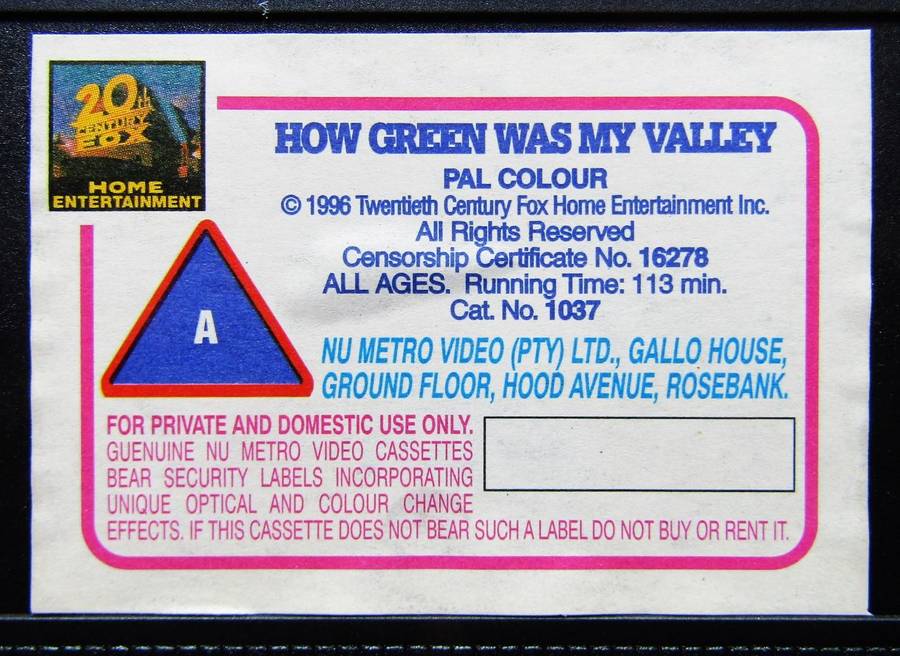 20th
CENTURY
FOX
HOME
ENTERTAINMENT
HOW GREEN WAS MY VALLEY
PAL COLOUR
© 1996 Twentieth Century Fox Home Entertainment Inc.
All Rights Reserved
Censorship Certificate No. 16278
ALL AGES. Running Time: 113 min.
Cat. No. 1037
A
NU METRO VIDEO (PTY) LTD., GALLO HOUSE,
GROUND FLOOR, HOOD AVENUE, ROSEBANK.
FOR PRIVATE AND DOMESTIC USE ONLY.
GUENUINE NU METRO VIDEO CASSETTES
BEAR SECURITY LABELS INCORPORATING
UNIQUE OPTICAL AND COLOUR CHANGE
EFFECTS. IF THIS CASSETTE DOES NOT BEAR SUCH A LABEL DO NOT BUY OR RENT IT.